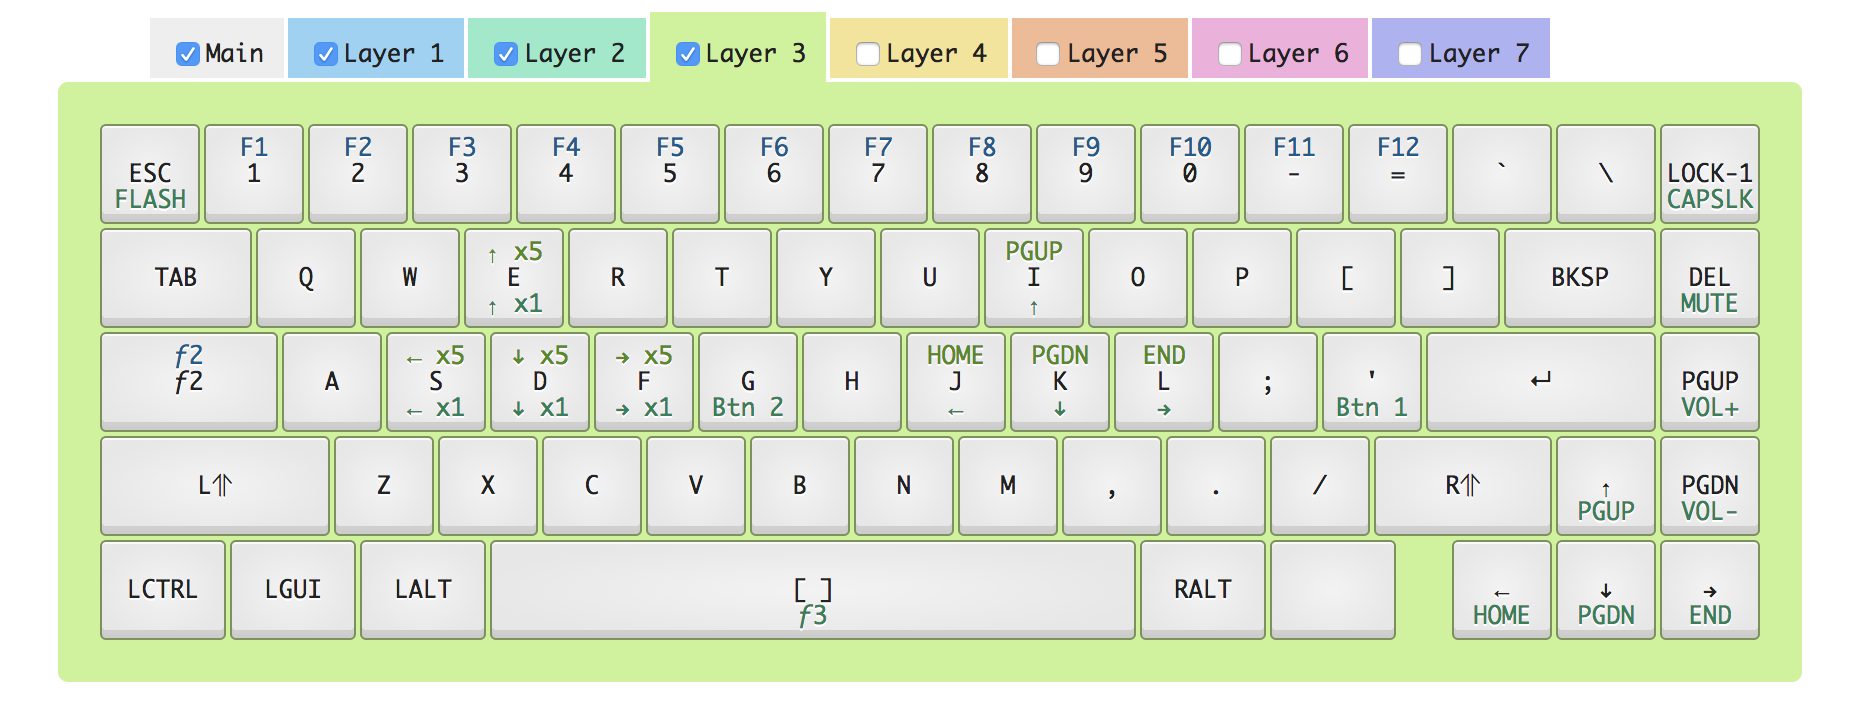 Main Layer 1 Layer 2 Layer 3 Layer 4 Layer 5 Layer 6 Layer 7
F1 F2 F3 F4 F5 F6 F7 F8 F9 F10 F11 F12
ESC 1 2 3 4 5 6 7 8 9 0 - = ` \ LOCK-1
FLASH CAPSLK
↑ x5 PGUP
TAB Q W E R T Y U I O P [ ] BKSP DEL
↑ x1 ↑ MUTE
ƒ2 ← x5 ↓ x5 → x5 HOME PGDN END
ƒ2 A S D F G H J K L ; ' ↵ PGUP
← x1 ↓ x1 → x1 Btn 2 ← ↓ → Btn 1 VOL+
L⇑ Z X C V B N M , . / R⇑ ↑ PGDN
PGUP VOL-
LCTRL LGUI LALT [ ] RALT ← ↓ →
ƒ3 HOME PGDN END